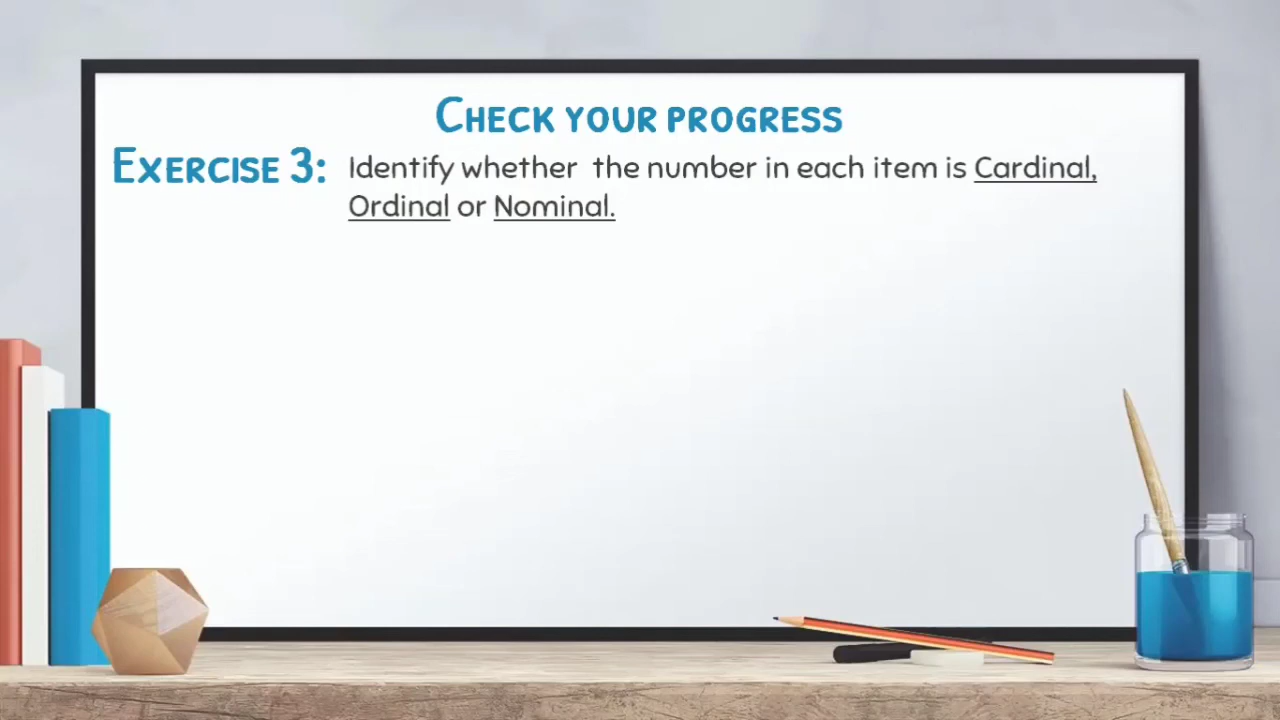 Check your progress
Exercise 3: Identify whether the number in each item is Cardinal,
Ordinal or Nominal.